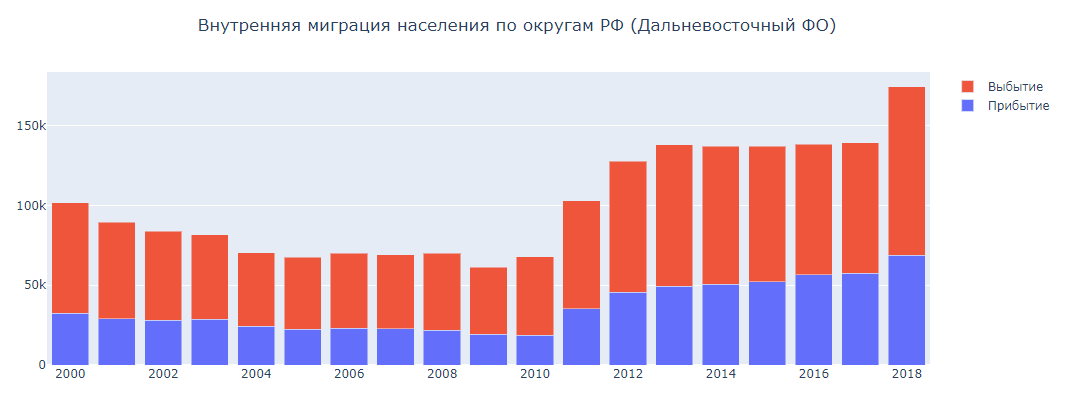 Внутренняя миграция населения по округам РФ (Дальневосточный ФО)
Выбытие
Прибытие
150k
100k
50k
0
2000 2002 2004 2006 2008 2010 2012 2014 2016 2018